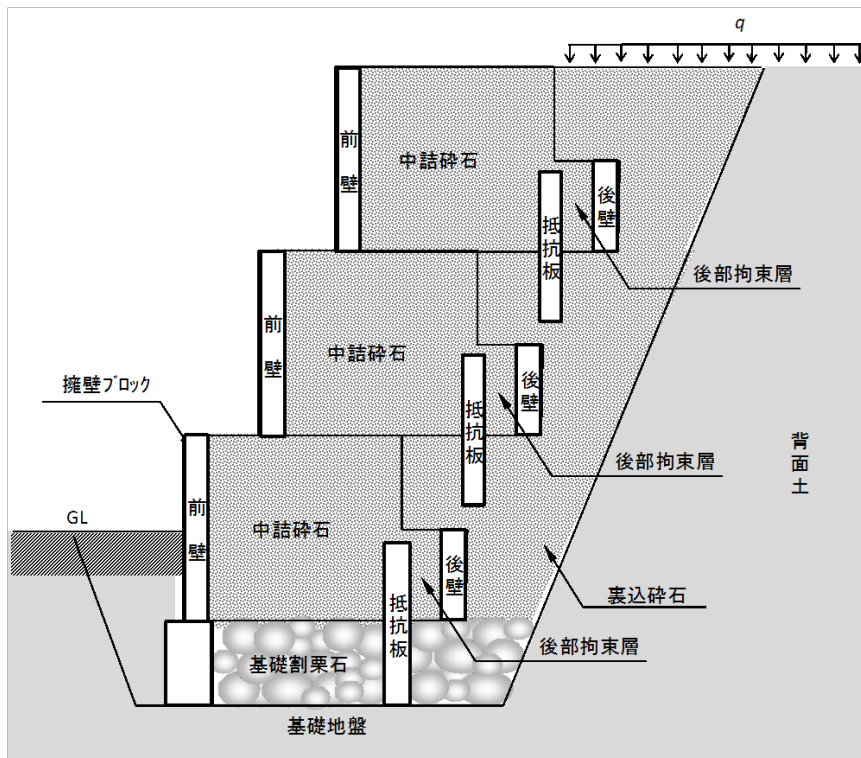 q
前壁
中詰砕石
後壁
抵抗板
後部拘束層
前壁
中詰砕石
後壁
擁壁ブロック
抵抗板
後部拘束層
背面土
GL
前壁
中詰砕石
後壁
抵抗板
裏込砕石
後部拘束層
基礎割栗石
基礎地盤